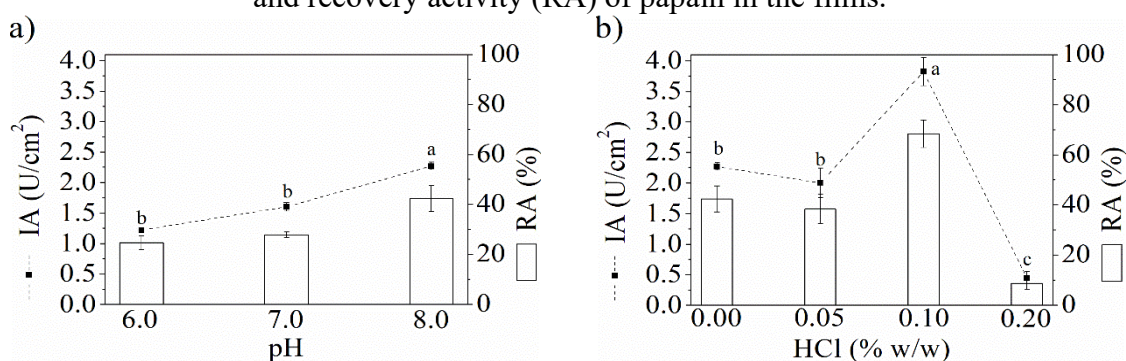 and recovery activity (RA) of papain in the films.
a)
IA (U/cm²)
4.0
3.5
3.0
2.5
2.0
1.5
1.0
0.5
0.0
b
b
a
100
80
60
40
20
0
RA (%)
6.0 7.0 8.0
pH
b)
IA (U/cm²)
4.0
3.5
3.0
2.5
2.0
1.5
1.0
0.5
0.0
b
b
a
c
100
80
60
40
20
0
RA (%)
0.00 0.05 0.10 0.20
HCl (% w/w)